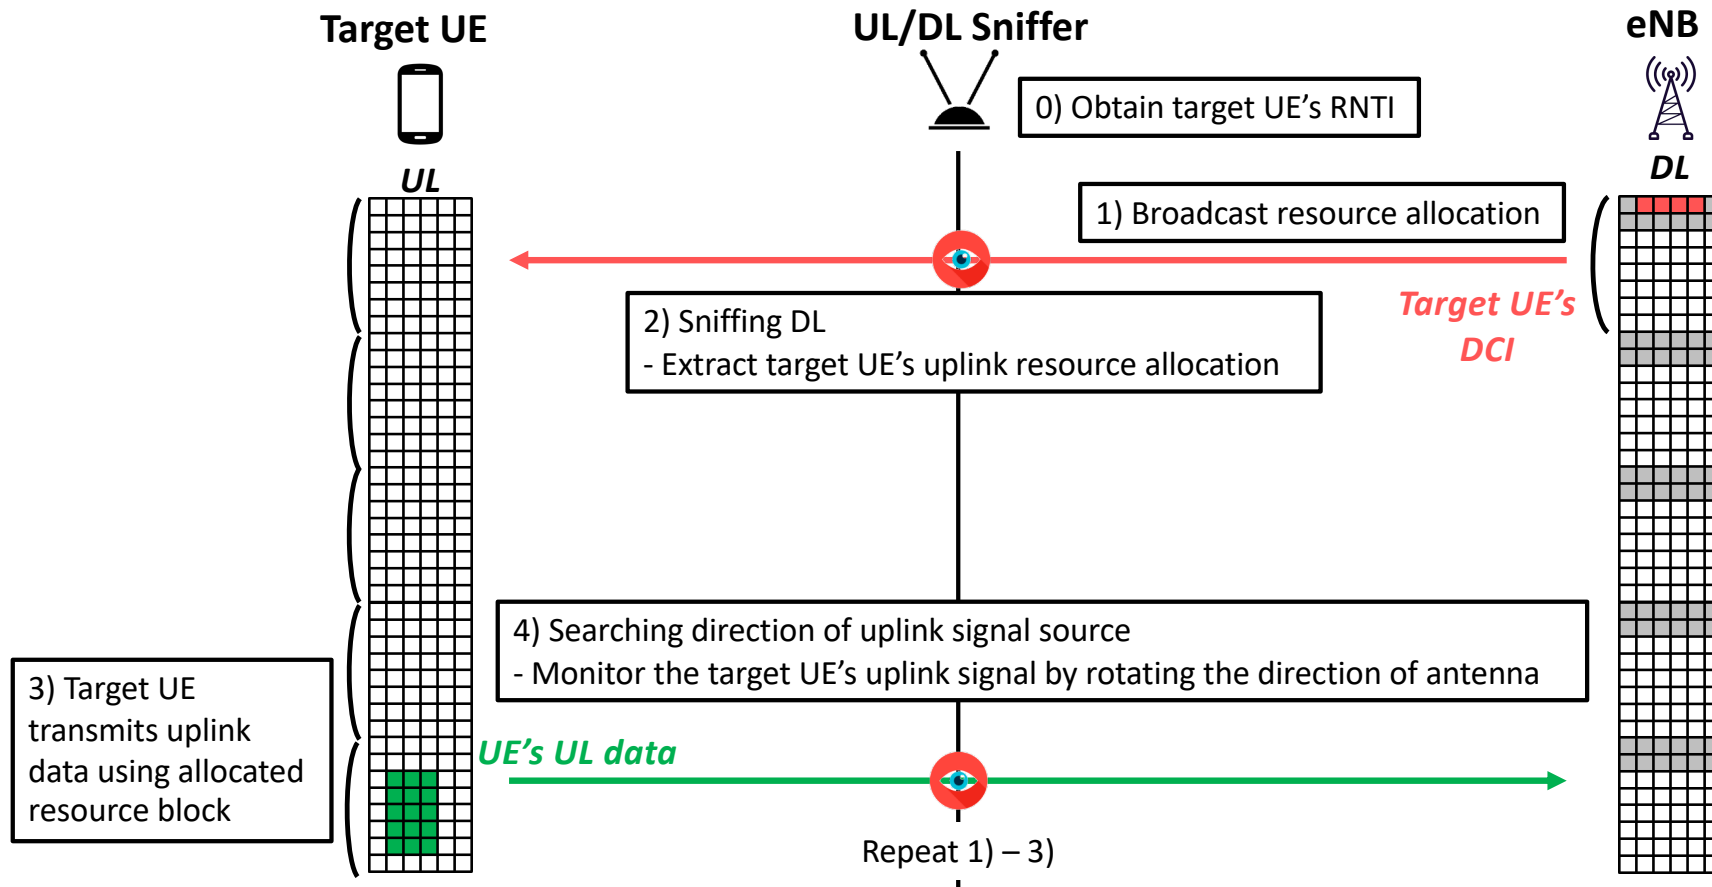 Target UE
UL/DL Sniffer
eNB
0) Obtain target UE's RNTI
UL
DL
1) Broadcast resource allocation
2) Sniffing DL
- Extract target UE's uplink resource allocation
Target UE's
DCI
4) Searching direction of uplink signal source
- Monitor the target UE's uplink signal by rotating the direction of antenna
3) Target UE
transmits uplink
data using allocated
resource block
UE's UL data
Repeat 1) – 3)